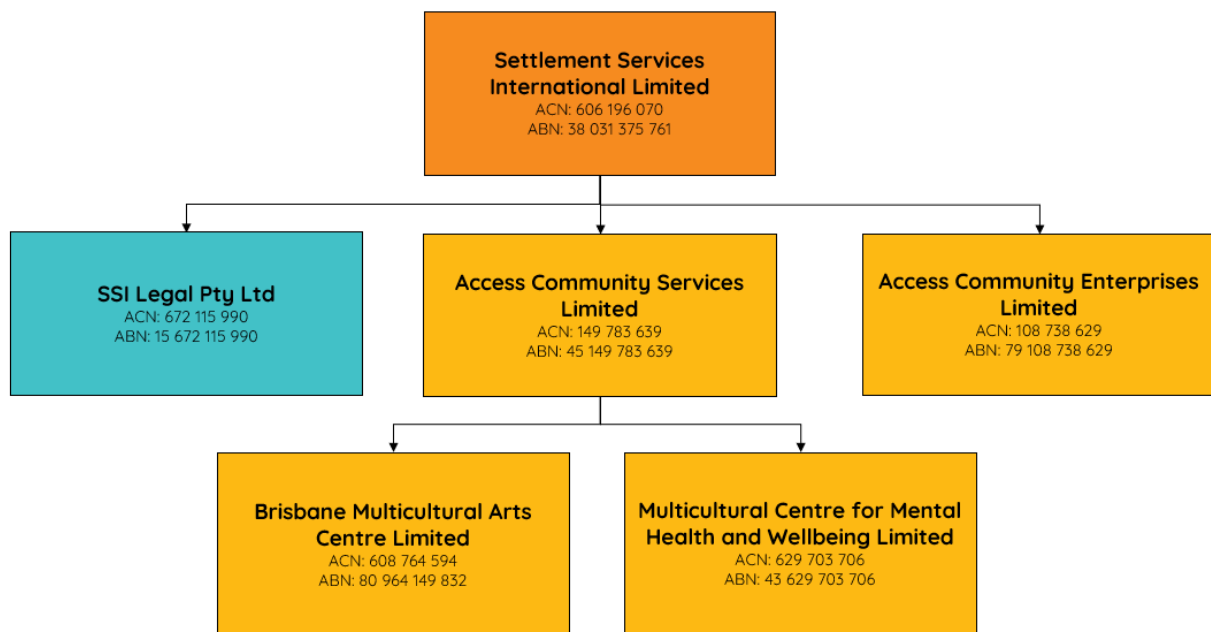 Settlement Services
International Limited
ACN: 606 196 070
ABN: 38 031 375 761
SSI Legal Pty Ltd
ACN: 672 115 990
ABN: 15 672 115 990
Access Community Services
Limited
ACN: 149 783 639
ABN: 45 149 783 639
Access Community Enterprises
Limited
ACN: 108 738 629
ABN: 79 108 738 629
Brisbane Multicultural Arts
Centre Limited
ACN: 608 764 594
ABN: 80 964 149 832
Multicultural Centre for Mental
Health and Wellbeing Limited
ACN: 629 703 706
ABN: 43 629 703 706